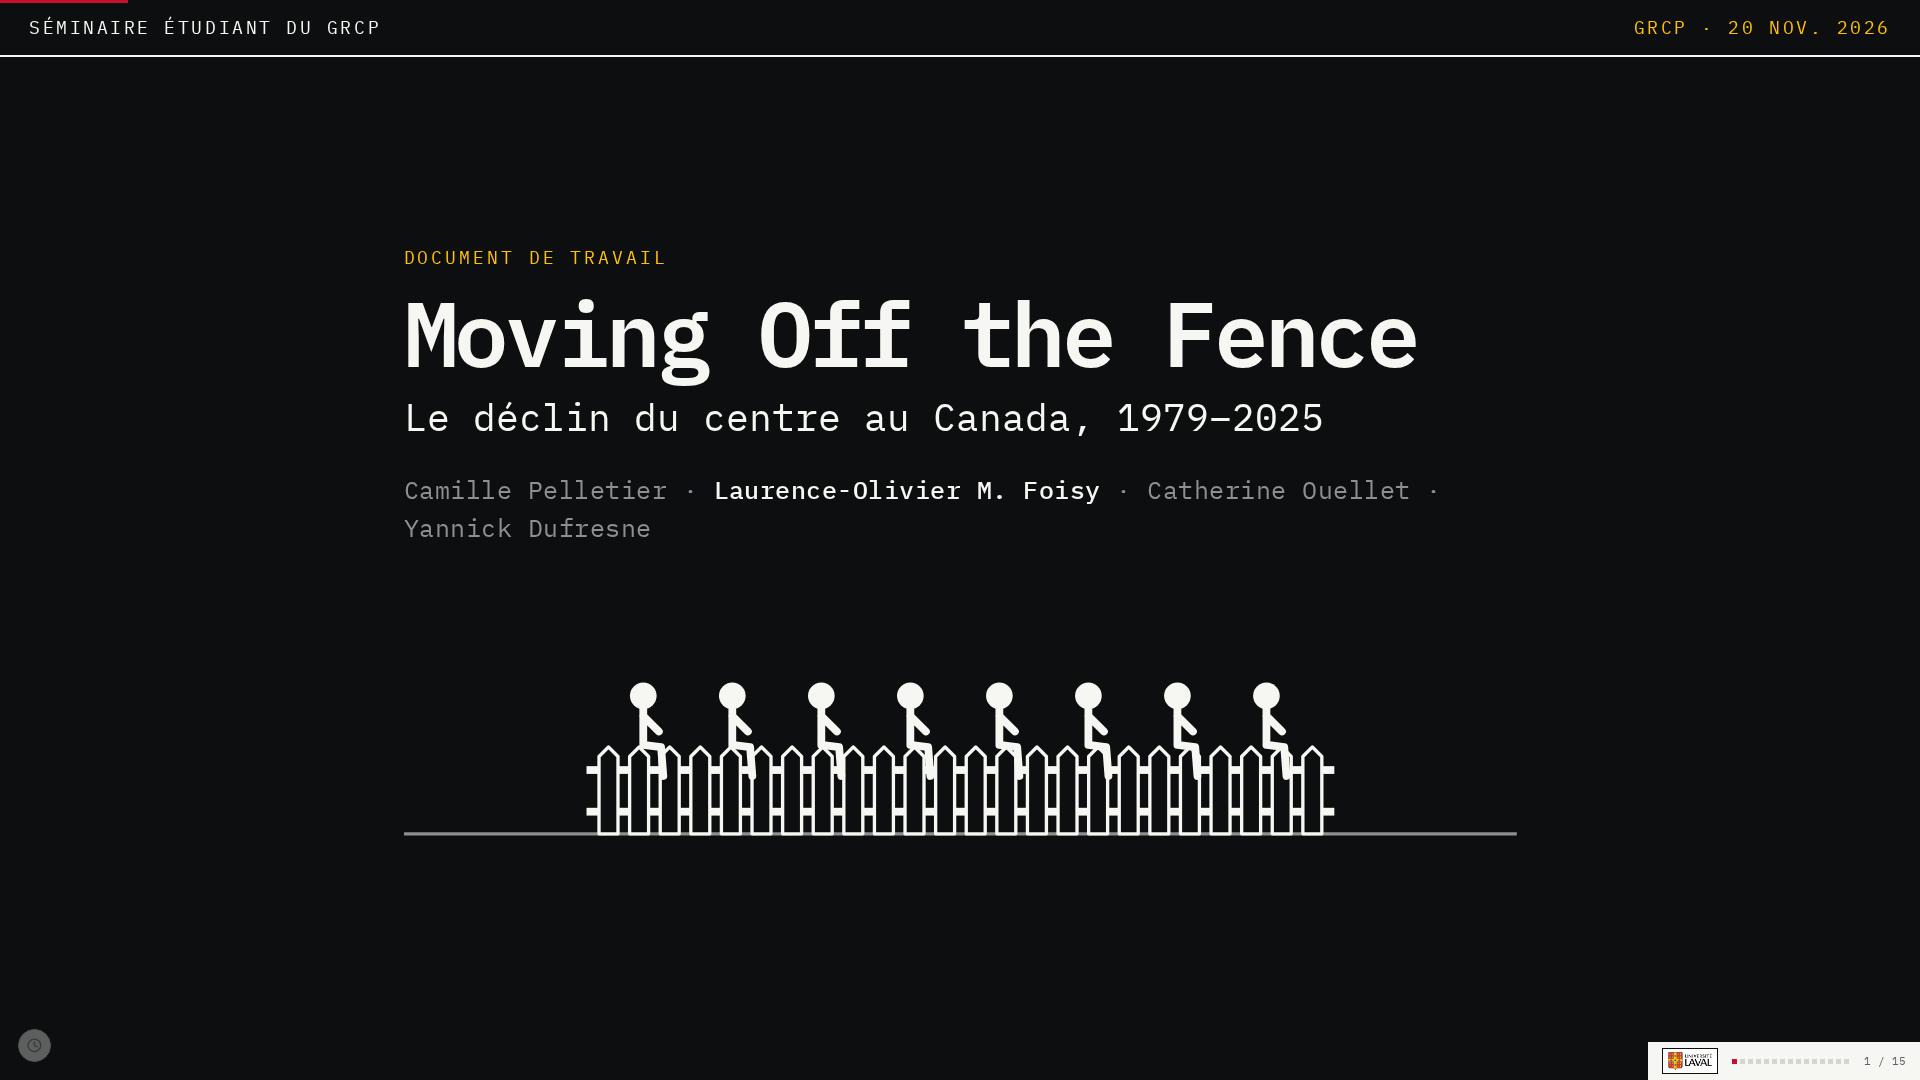 SÉMINAIRE ÉTUDIANT DU GRCP
GRCP · 20 NOV. 2026
DOCUMENT DE TRAVAIL
Moving Off the Fence
Le déclin du centre au Canada, 1979–2025
Camille Pelletier · Laurence-Olivier M. Foisy · Catherine Ouellet ·
Yannick Dufresne
UNIVERSITÉ
LAVAL
1 / 15